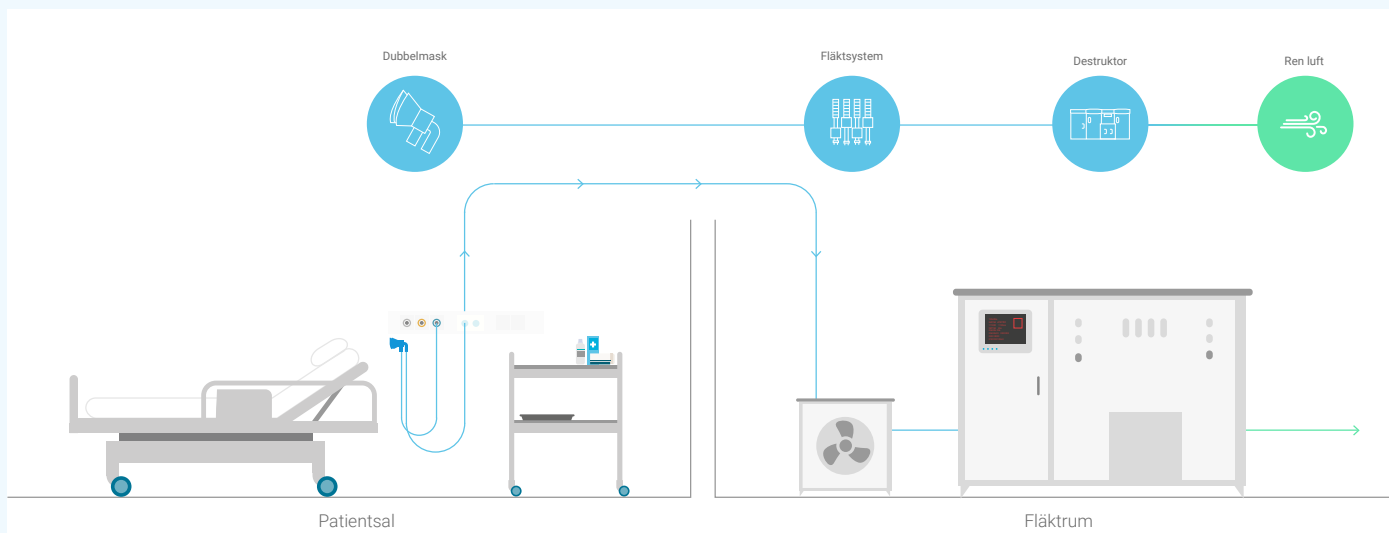 Dubbelmask
Fläktsystem
Destruktor
Ren luft
Patientsal
Fläktrum